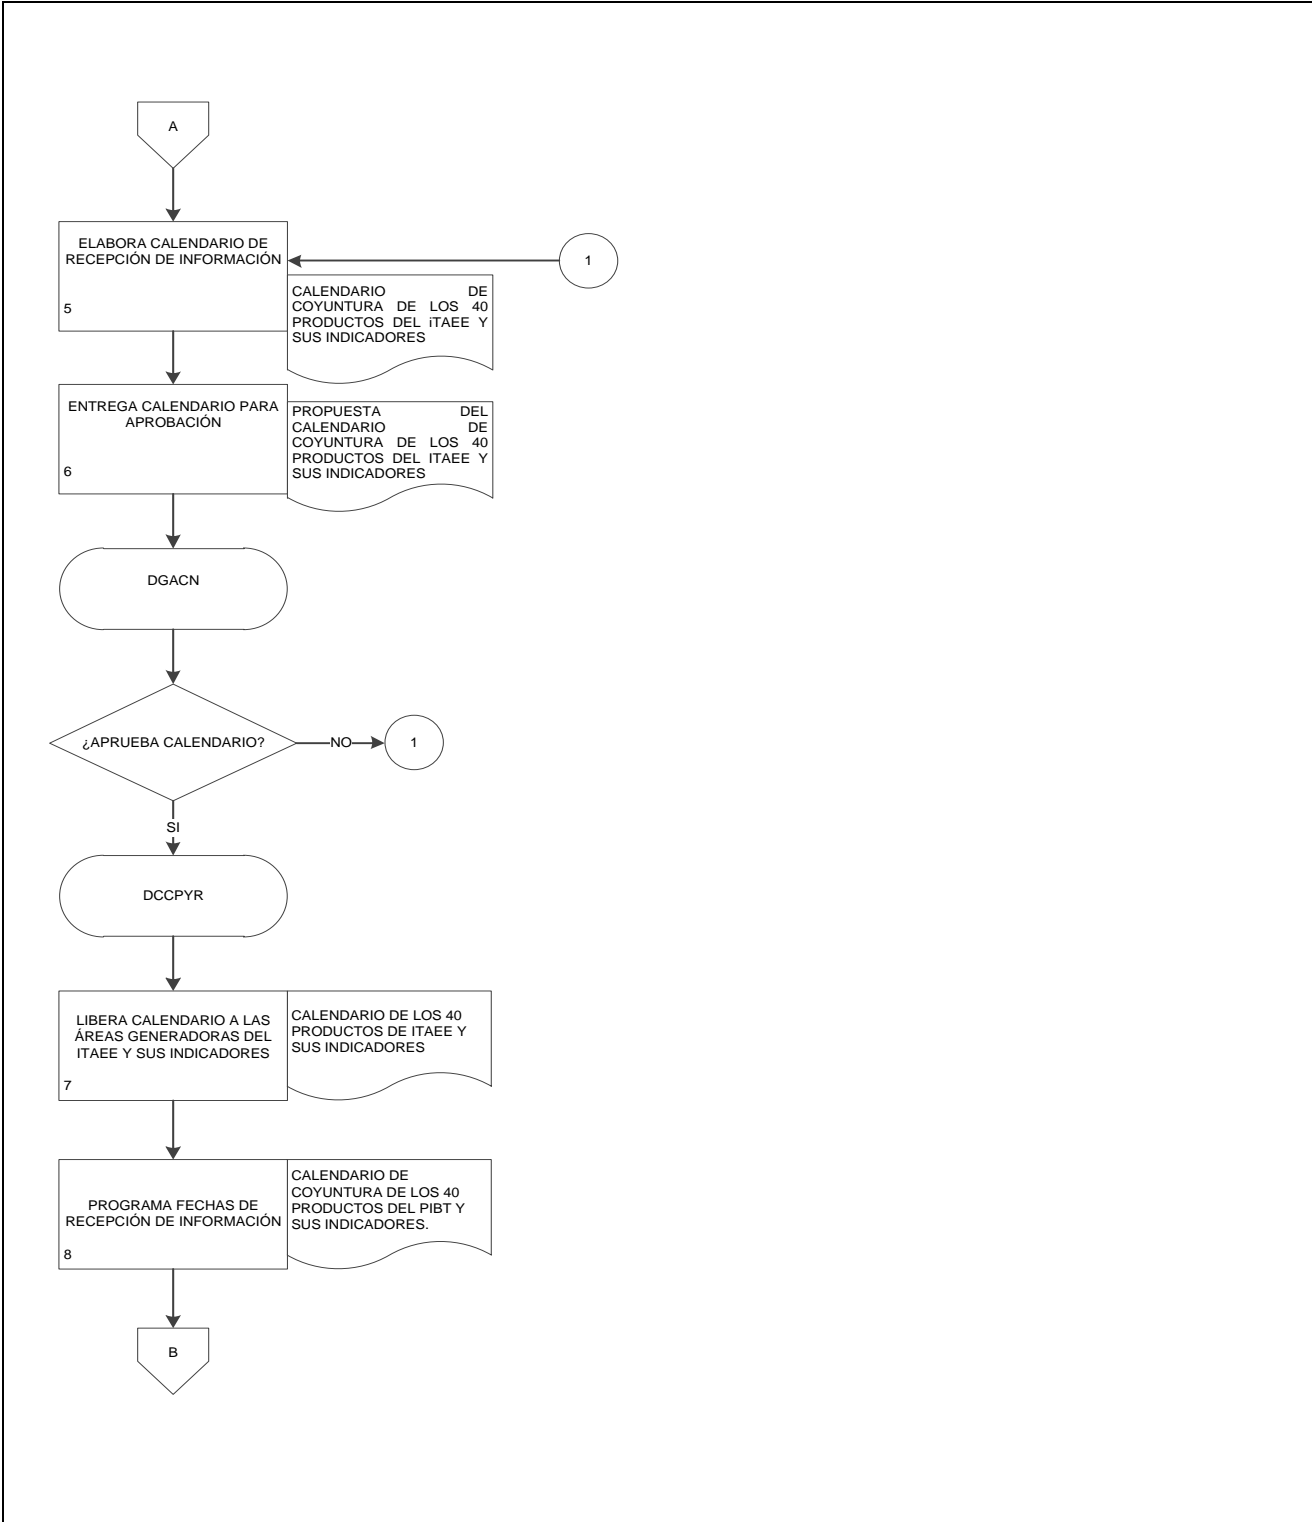 A
ELABORA CALENDARIO DE
RECEPCIÓN DE INFORMACIÓN
5
1
CALENDARIO DE
COYUNTURA DE LOS 40
PRODUCTOS DEL iTAEE Y
SUS INDICADORES
ENTREGA CALENDARIO PARA
APROBACIÓN
6
PROPUESTA DEL
CALENDARIO DE
COYUNTURA DE LOS 40
PRODUCTOS DEL ITAEE Y
SUS INDICADORES
DGACN
¿APRUEBA CALENDARIO?
NO
1
SI
DCCPYR
LIBERA CALENDARIO A LAS
ÁREAS GENERADORAS DEL
ITAEE Y SUS INDICADORES
7
CALENDARIO DE LOS 40
PRODUCTOS DE ITAEE Y
SUS INDICADORES
PROGRAMA FECHAS DE
RECEPCIÓN DE INFORMACIÓN
8
CALENDARIO DE
COYUNTURA DE LOS 40
PRODUCTOS DEL PIBT Y
SUS INDICADORES.
B